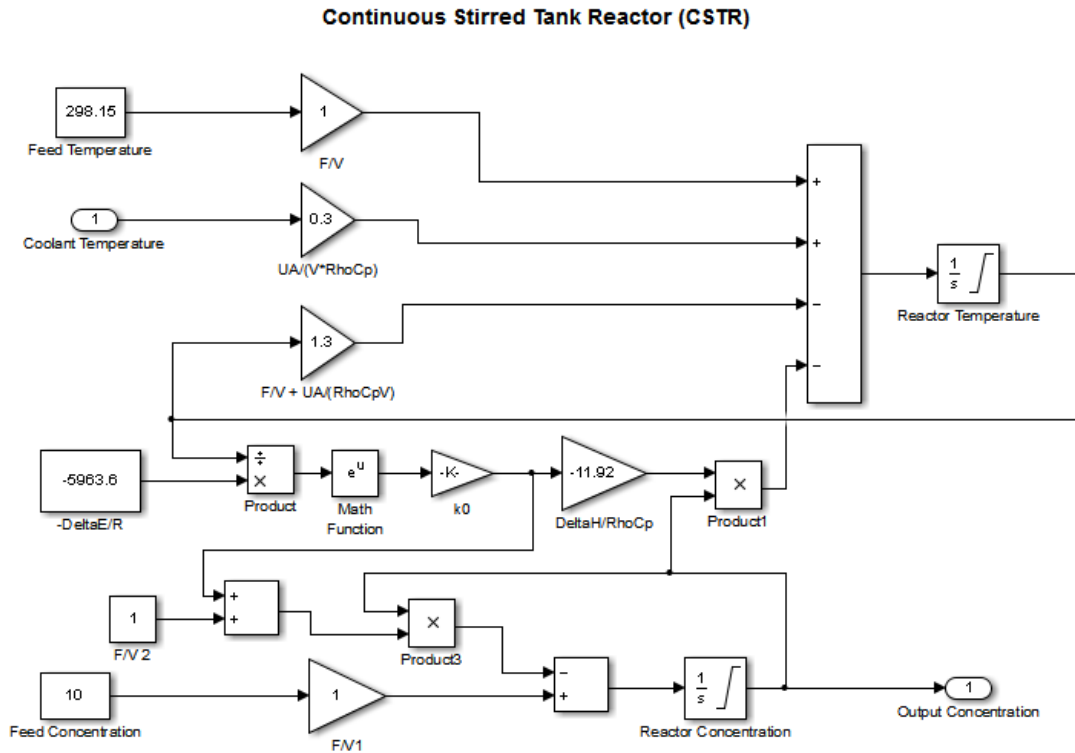 Continuous Stirred Tank Reactor (CSTR)
298.15
Feed Temperature
1
F/V
+
1
Coolant Temperature
0.3
UA/(V*RhoCp)
+
1
s
Reactor Temperature
1.3
F/V + UA/(RhoCpV)
−
−
-5963.6
-DeltaE/R
÷
×
Product
e^u
Math
Function
-K-
k0
-11.92
DeltaH/RhoCp
×
Product1
1
F/V 2
+
+
×
Product3
10
Feed Concentration
1
F/V1
−
+
1
s
Reactor Concentration
1
Output Concentration